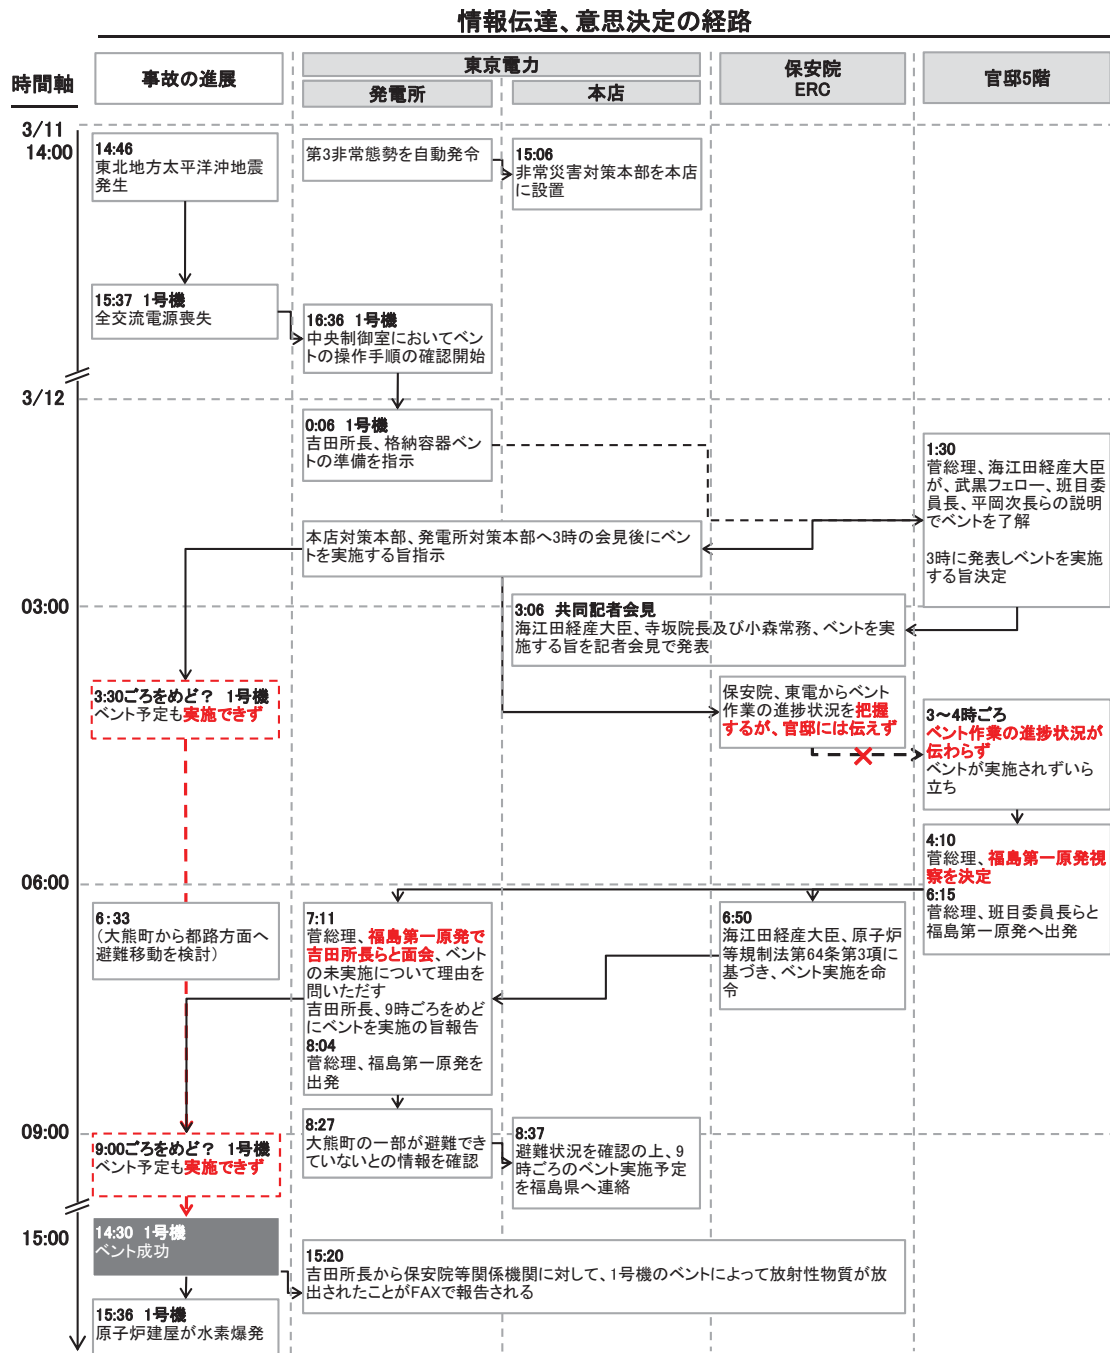 情報伝達、意思決定の経路
時間軸
事故の進展
東京電力
発電所
本店
保安院
ERC
官邸5階
3/11
14:00
14:46
東北地方太平洋沖地震
発生
第3非常態勢を自動発令
15:06
非常災害対策本部を本店
に設置
15:37 1号機
全交流電源喪失
16:36 1号機
中央制御室においてベン
トの操作手順の確認開始
3/12
0:06 1号機
吉田所長、格納容器ベン
トの準備を指示
1:30
菅総理、海江田経産大臣
が、武黒フェロー、班目委
員長、平岡次長らの説明
でベントを了解
3時に発表しベントを実施
する旨決定
本店対策本部、発電所対策本部へ3時の会見後にベン
トを実施する旨指示
03:00
3:06 共同記者会見
海江田経産大臣、寺坂院長及び小森常務、ベントを実
施する旨を記者会見で発表
3:30ごろをめど? 1号機
ベント予定も実施できず
保安院、東電からベント
作業の進捗状況を把握
するが、官邸には伝えず
3～4時ごろ
ベント作業の進捗状況が
伝わらず
ベントが実施されずいら
立ち
4:10
菅総理、福島第一原発視
察を決定
6:15
菅総理、班目委員長らと
福島第一原発へ出発
06:00
6:33
(大熊町から都路方面へ
避難移動を検討)
7:11
菅総理、福島第一原発で
吉田所長らと面会、ベント
の未実施について理由を
問いただす
吉田所長、9時ごろをめど
にベントを実施の旨報告
8:04
菅総理、福島第一原発を
出発
6:50
海江田経産大臣、原子炉
等規制法第64条第3項に
基づき、ベント実施を命
令
09:00
9:00ごろをめど? 1号機
ベント予定も実施できず
8:27
大熊町の一部が避難でき
ていないとの情報を確認
8:37
避難状況を確認の上、9
時ごろのベント実施予定
を福島県へ連絡
15:00
14:30 1号機
ベント成功
15:20
吉田所長から保安院等関係機関に対して、1号機のベントによって放射性物質が放
出されたことがFAXで報告される
15:36 1号機
原子炉建屋が水素爆発